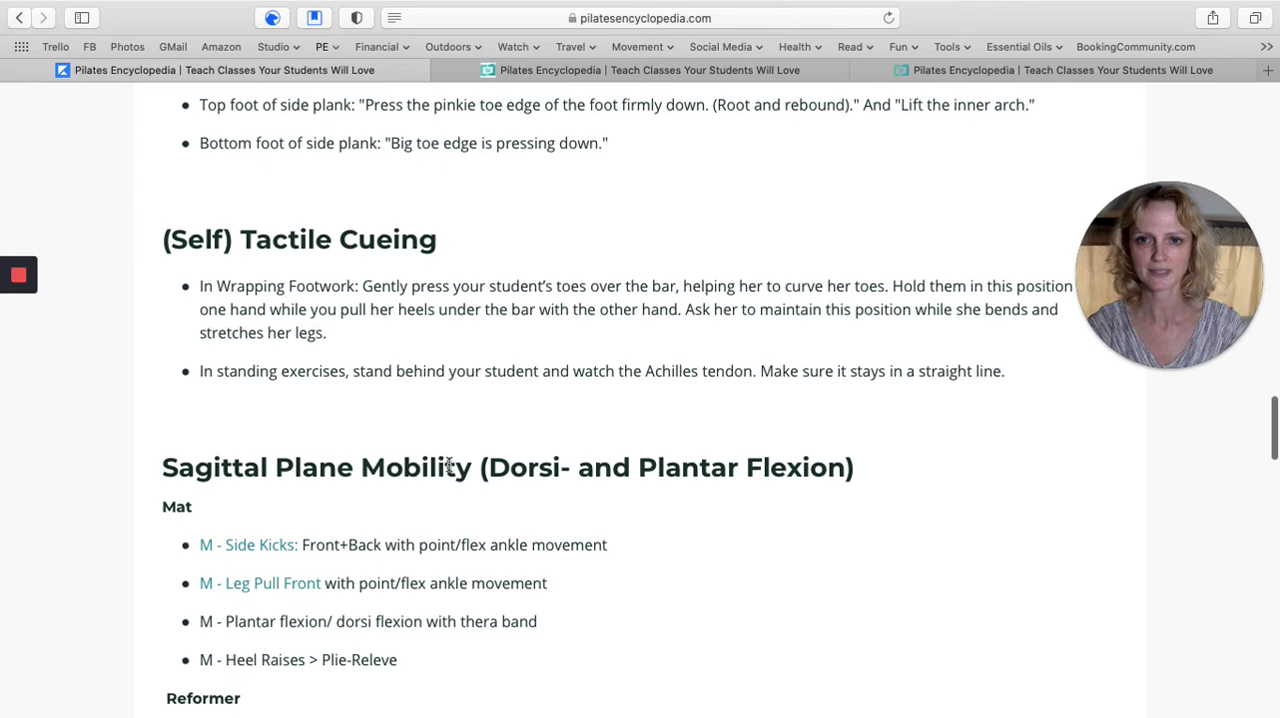 pilatesencyclopedia.com
Trello FB Photos GMail Amazon Studio PE Financial Outdoors Watch Travel Movement Social Media Health Read Fun Tools Essential Oils BookingCommunity.com
Pilates Encyclopedia | Teach Classes Your Students Will Love Pilates Encyclopedia | Teach Classes Your Students Will Love Pilates Encyclopedia | Teach Classes Your Students Will Love
• Top foot of side plank: "Press the pinkie toe edge of the foot firmly down. (Root and rebound)." And "Lift the inner arch."
• Bottom foot of side plank: "Big toe edge is pressing down."
(Self) Tactile Cueing
• In Wrapping Footwork: Gently press your student's toes over the bar, helping her to curve her toes. Hold them in this position
one hand while you pull her heels under the bar with the other hand. Ask her to maintain this position while she bends and
stretches her legs.
• In standing exercises, stand behind your student and watch the Achilles tendon. Make sure it stays in a straight line.
Sagittal Plane Mobility (Dorsi- and Plantar Flexion)
Mat
• M - Side Kicks: Front+Back with point/flex ankle movement
• M - Leg Pull Front with point/flex ankle movement
• M - Plantar flexion/ dorsi flexion with thera band
• M - Heel Raises > Plie-Releve
Reformer